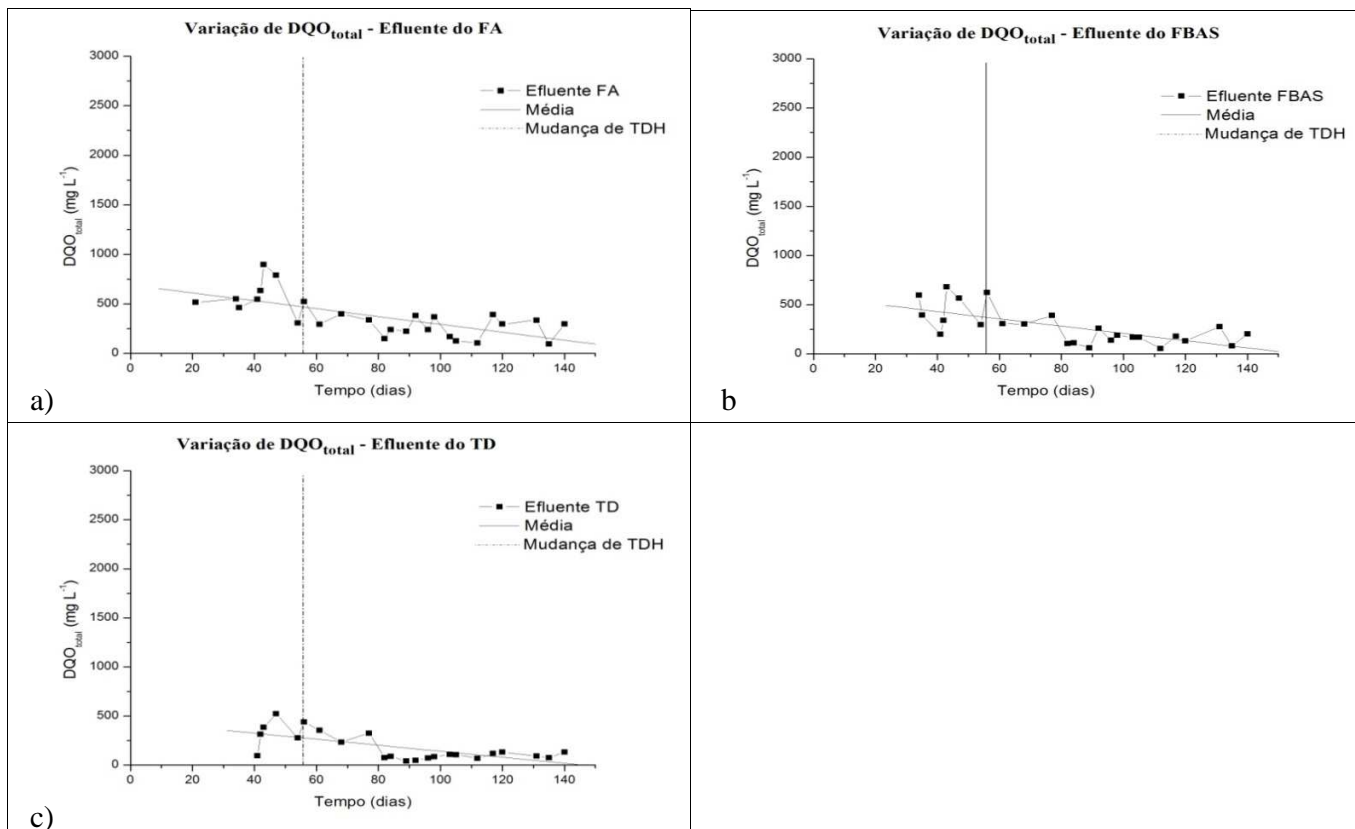 Variação de DQOtotal - Efluente do FA
3000
2500
2000
1500
1000
500
0
DQOtotal (mg L-1)
Efluente FA
Média
Mudança de TDH
0 20 40 60 80 100 120 140
Tempo (dias)
a)
Variação de DQOtotal - Efluente do FBAS
3000
2500
2000
1500
1000
500
0
DQOtotal (mg L-1)
Efluente FBAS
Média
Mudança de TDH
0 20 40 60 80 100 120 140
Tempo (dias)
b
Variação de DQOtotal - Efluente do TD
3000
2500
2000
1500
1000
500
0
DQOtotal (mg L-1)
Efluente TD
Média
Mudança de TDH
0 20 40 60 80 100 120 140
Tempo (dias)
c)